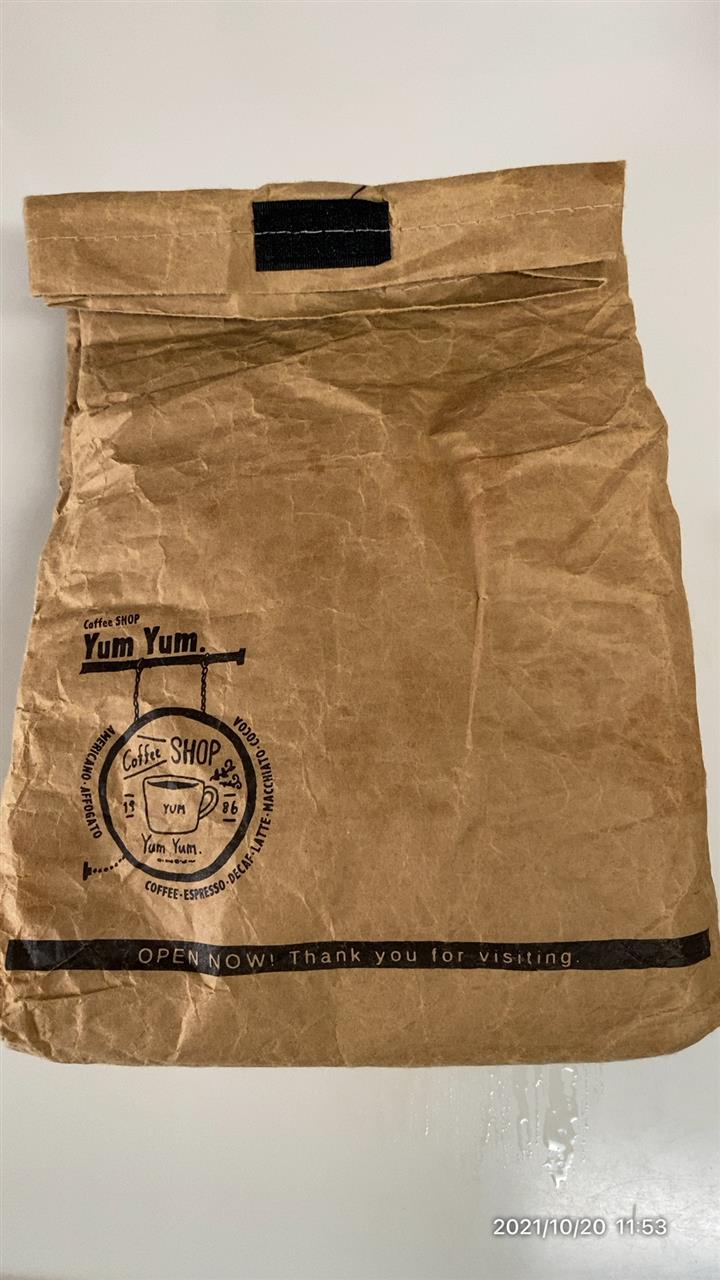 Coffee SHOP
Yum Yum.
AMERICANO·AFFOGATO
Coffee SHOP
19 YUM 86
Yum Yum.
COFFEE·ESPRESSO·DECAF·LATTE·MACCHIATO·COCOA
OPEN NOW! Thank you for visiting.
2021/10/20 11:53